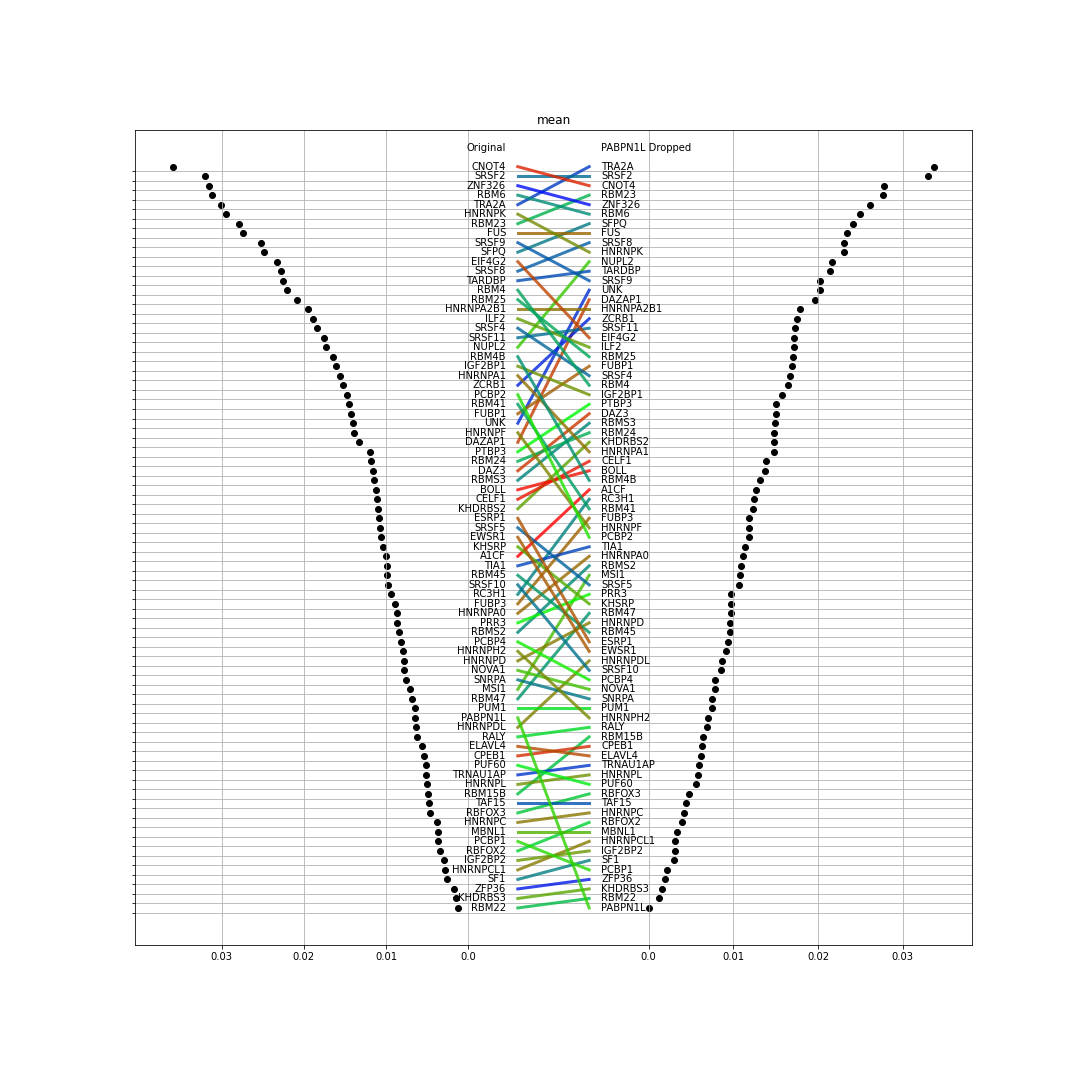 mean
Original PABPN1L Dropped
CNOT4 TRA2A
SRSF2 SRSF2
ZNF326 CNOT4
RBM6 RBM23
TRA2A ZNF326
HNRNPK RBM6
RBM23 SFPQ
FUS FUS
SRSF9 SRSF8
SFPQ HNRNPK
EIF4G2 NUPL2
SRSF8 TARDBP
TARDBP SRSF9
RBM4 UNK
RBM25 DAZAP1
HNRNPA2B1 HNRNPA2B1
ILF2 ZCRB1
SRSF4 SRSF11
SRSF11 EIF4G2
NUPL2 ILF2
RBM4B RBM25
IGF2BP1 FUBP1
HNRNPA1 SRSF4
ZCRB1 RBM4
PCBP2 IGF2BP1
RBM41 PTBP3
FUBP1 DAZ3
UNK RBMS3
HNRNPF RBM24
DAZAP1 KHDRBS2
PTBP3 HNRNPA1
RBM24 CELF1
DAZ3 BOLL
RBMS3 RBM4B
BOLL A1CF
CELF1 RC3H1
KHDRBS2 RBM41
ESRP1 FUBP3
SRSF5 HNRNPF
EWSR1 PCBP2
KHSRP TIA1
A1CF HNRNPA0
TIA1 RBMS2
RBM45 MSI1
SRSF10 SRSF5
RC3H1 PRR3
FUBP3 KHSRP
HNRNPA0 RBM47
PRR3 HNRNPD
RBMS2 RBM45
PCBP4 ESRP1
HNRNPH2 EWSR1
HNRNPD HNRNPDL
NOVA1 SRSF10
SNRPA PCBP4
MSI1 NOVA1
RBM47 SNRPA
PUM1 PUM1
PABPN1L HNRNPH2
HNRNPDL RALY
RALY RBM15B
ELAVL4 CPEB1
CPEB1 ELAVL4
PUF60 TRNAU1AP
TRNAU1AP HNRNPL
HNRNPL PUF60
RBM15B RBFOX3
TAF15 TAF15
RBFOX3 HNRNPC
HNRNPC RBFOX2
MBNL1 MBNL1
PCBP1 HNRNPCL1
RBFOX2 IGF2BP2
IGF2BP2 SF1
HNRNPCL1 PCBP1
SF1 ZFP36
ZFP36 KHDRBS3
KHDRBS3 RBM22
RBM22 PABPN1L
0.03 0.02 0.01 0.0 0.0 0.01 0.02 0.03